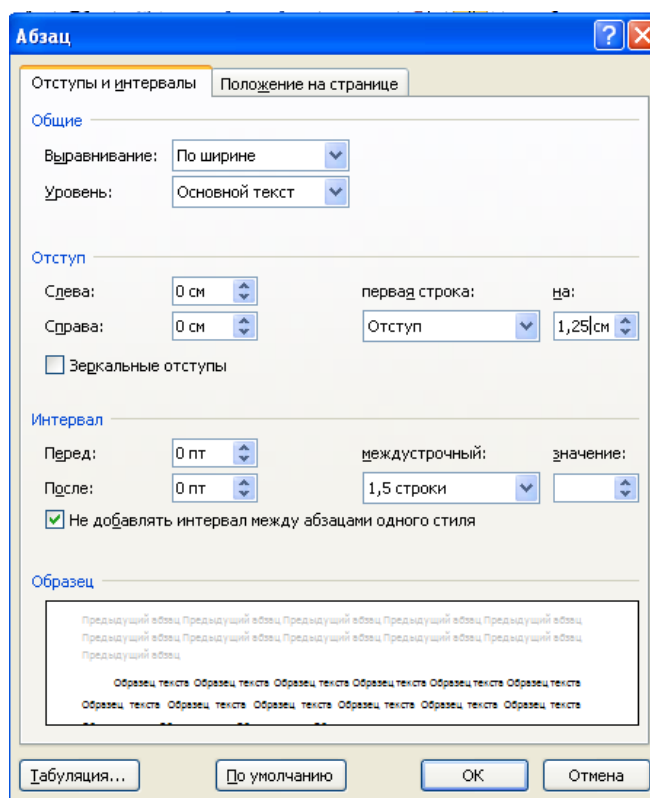 Абзац
Отступы и интервалы Положение на странице
Общие
Выравнивание: По ширине
Уровень: Основной текст
Отступ
Слева: 0 см первая строка: на:
Справа: 0 см Отступ 1,25 см
Зеркальные отступы
Интервал
Перед: 0 пт междустрочный: значение:
После: 0 пт 1,5 строки
Не добавлять интервал между абзацами одного стиля
Образец
Предыдущий абзац Предыдущий абзац Предыдущий абзац Предыдущий абзац Предыдущий абзац
Предыдущий абзац Предыдущий абзац Предыдущий абзац Предыдущий абзац Предыдущий абзац
Предыдущий абзац
Образец текста Образец текста Образец текста Образец текста Образец текста Образец текста
Образец текста Образец текста Образец текста Образец текста Образец текста Образец текста
Табуляция... По умолчанию ОК Отмена